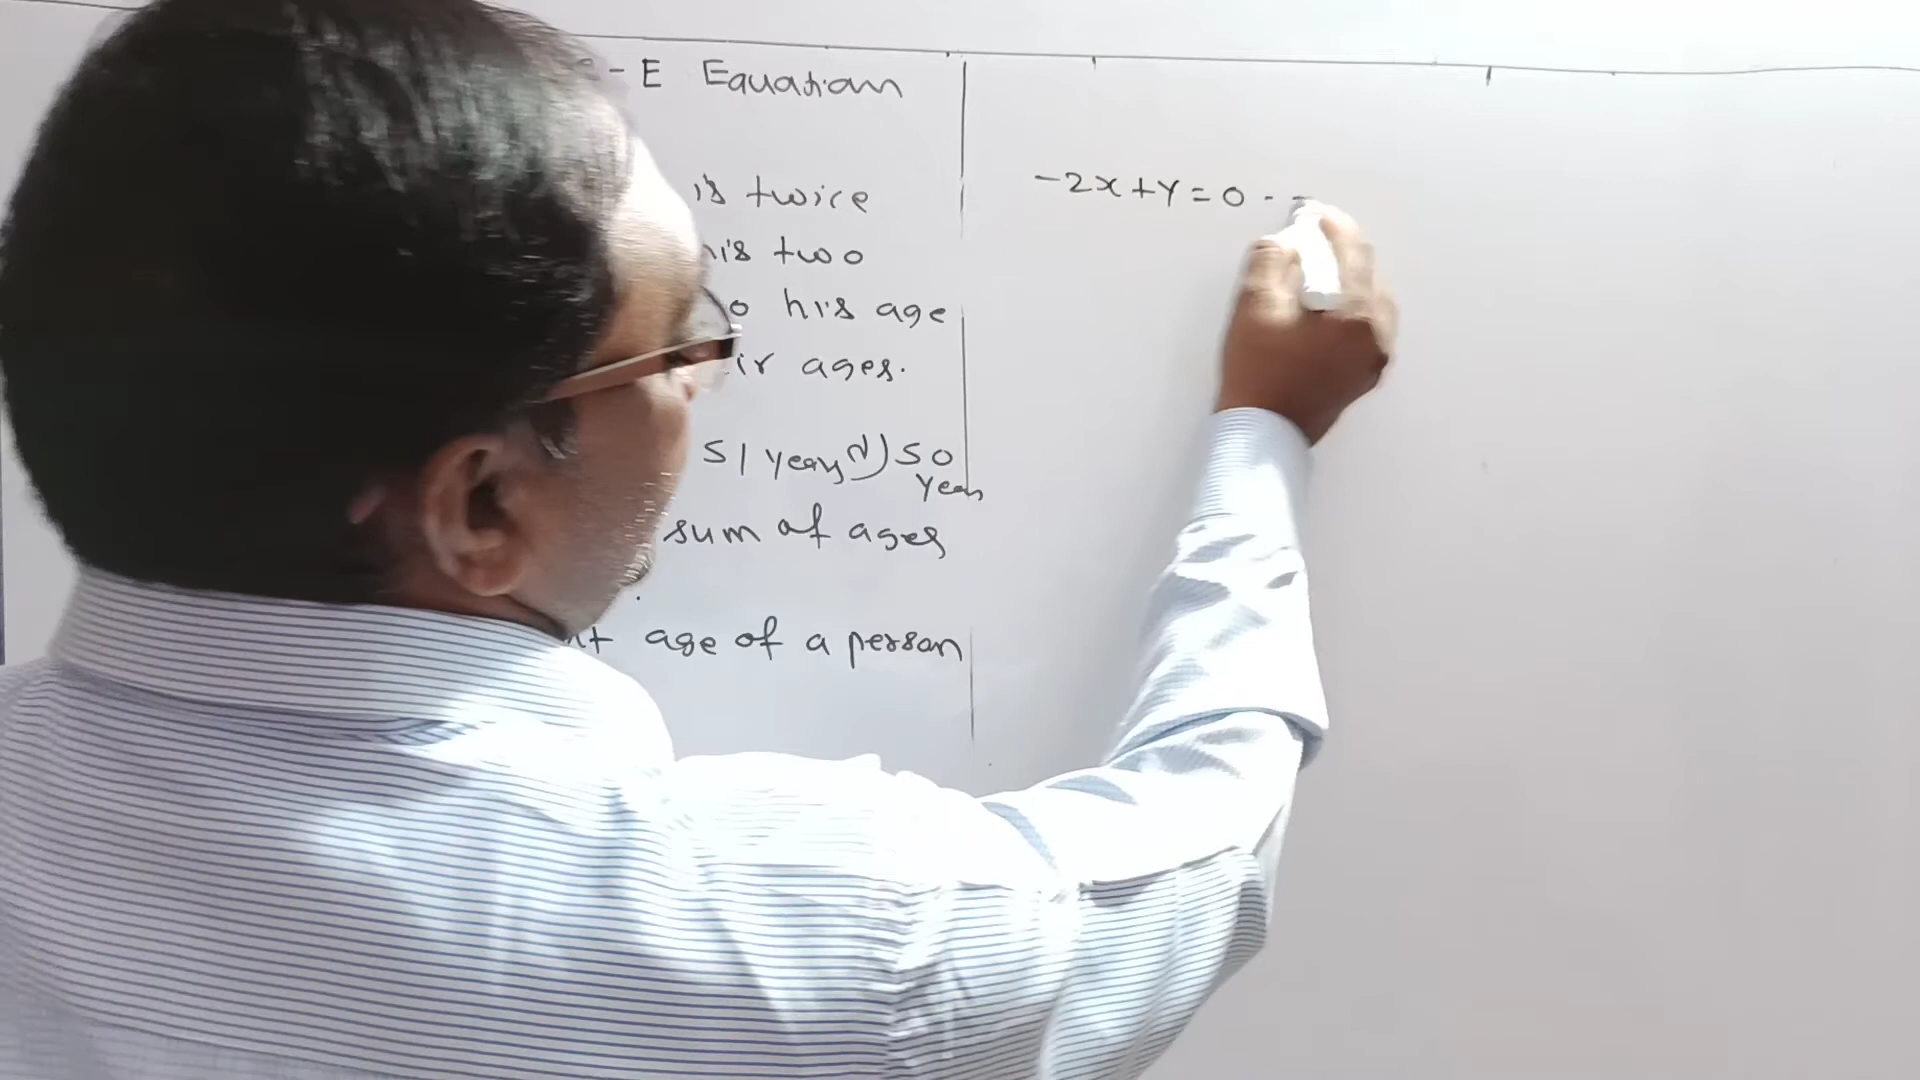 - E Equation
is twice
his two
o his age
ir ages.
51 years d) 50
Years
sum of ages
nt age of a person
-2x + y = 0 - -